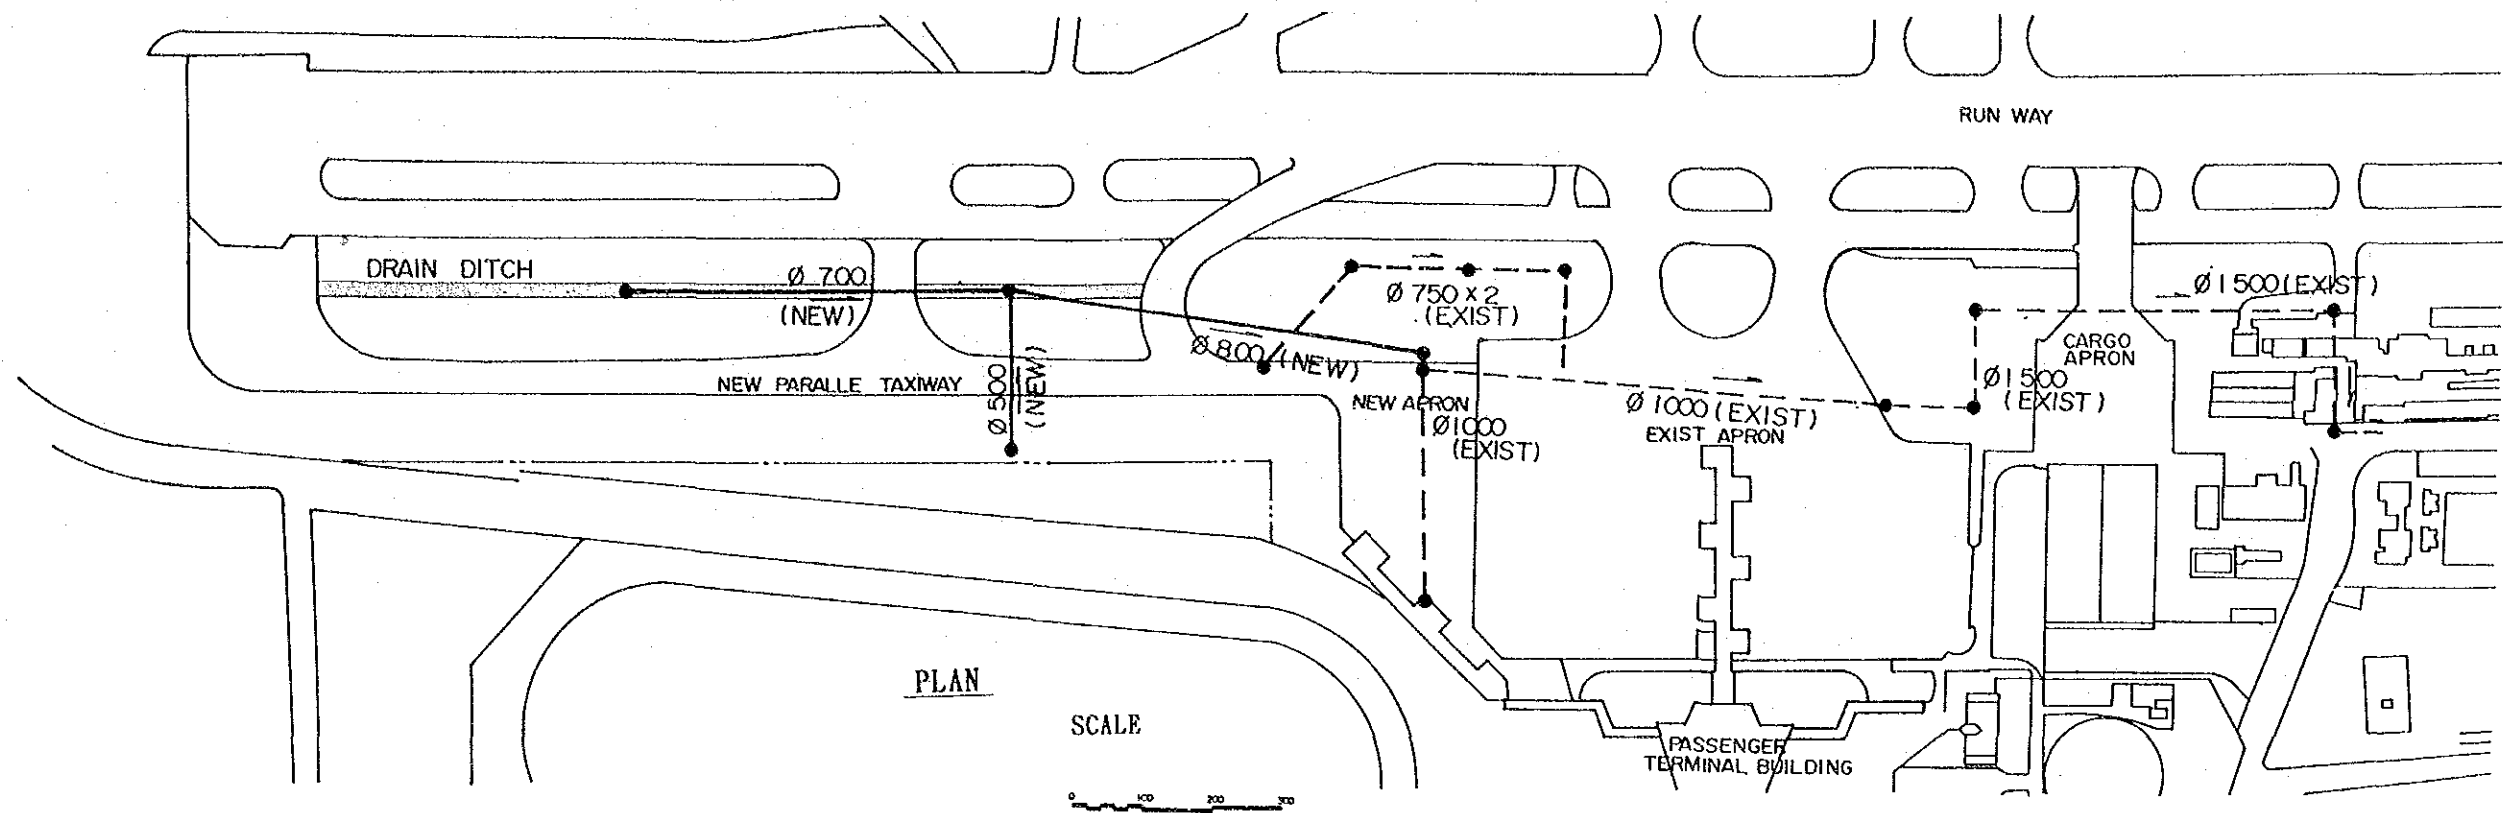 RUN WAY
DRAIN DITCH
Ø 700
(NEW)
Ø 750 x 2
(EXIST)
Ø 1500 (EXIST)
Ø 800 (NEW)
CARGO
APRON
Ø 500
(NEW)
NEW PARALLE TAXIWAY
NEW APRON
Ø 1000
(EXIST)
Ø 1000 (EXIST)
EXIST APRON
Ø 1500
(EXIST)
PLAN
SCALE
PASSENGER
TERMINAL BUILDING
0 100 200 300